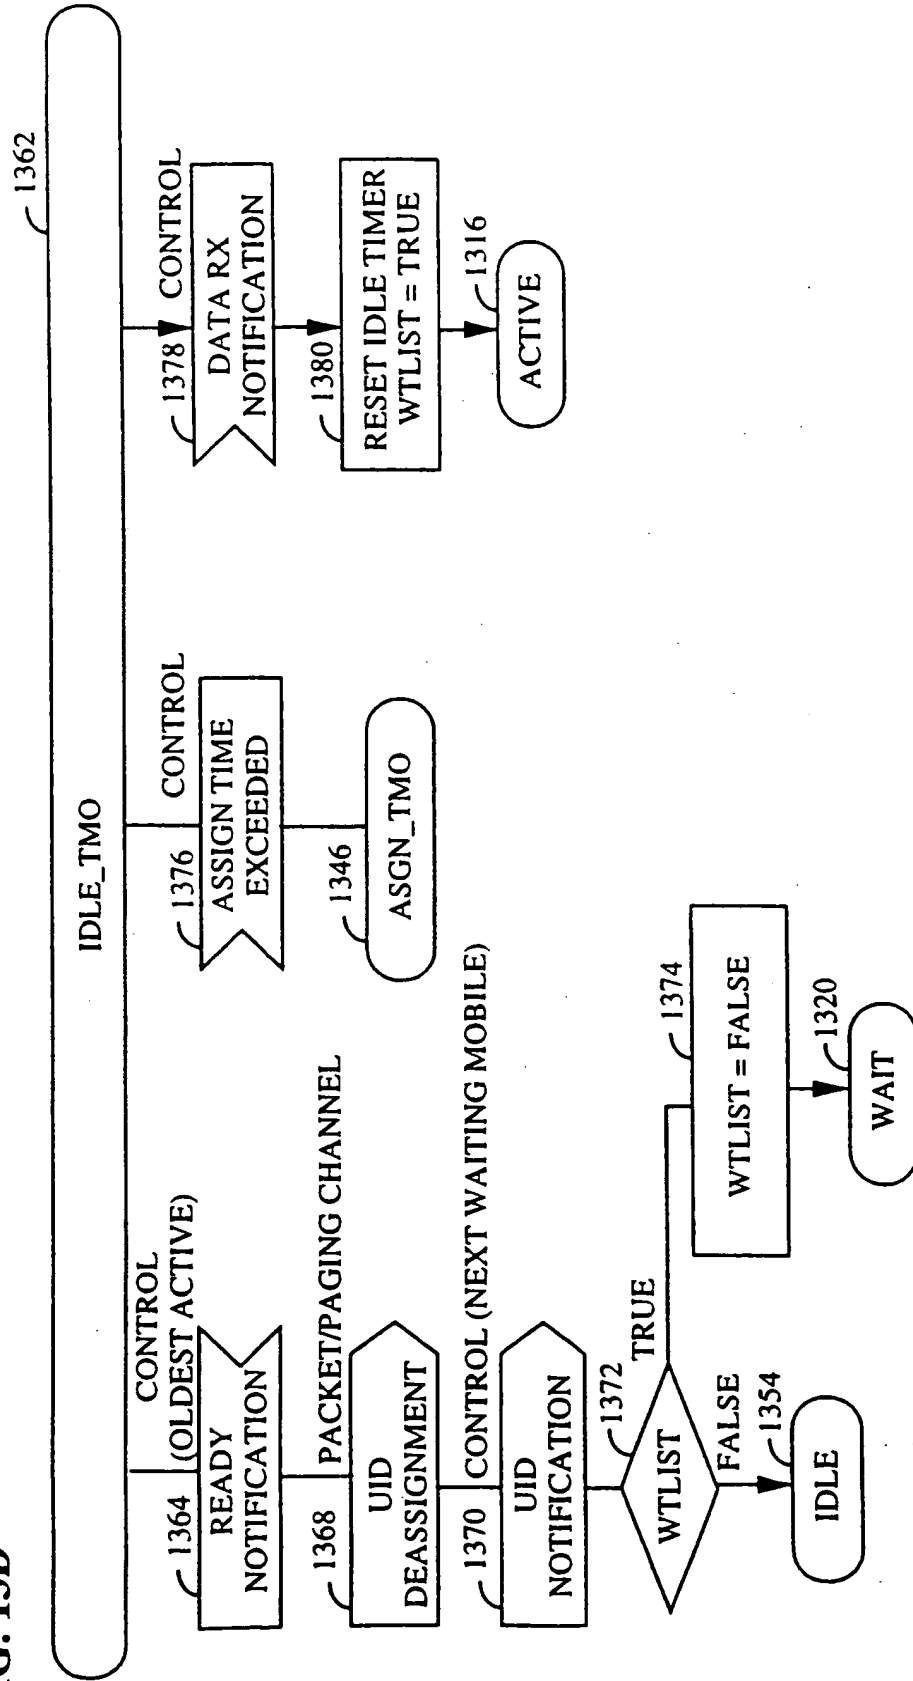 1362
IDLE_TMO
CONTROL
(OLDEST ACTIVE)
1364
READY
NOTIFICATION
PACKET/PAGING CHANNEL
1368
UID
DEASSIGNMENT
CONTROL (NEXT WAITING MOBILE)
1370
UID
NOTIFICATION
1372
WTLIST
TRUE
FALSE
1354
IDLE
1374
WTLIST = FALSE
1320
WAIT
CONTROL
1376
ASSIGN TIME
EXCEEDED
1346
ASGN_TMO
CONTROL
1378
DATA RX
NOTIFICATION
1380
RESET IDLE TIMER
WTLIST = TRUE
1316
ACTIVE